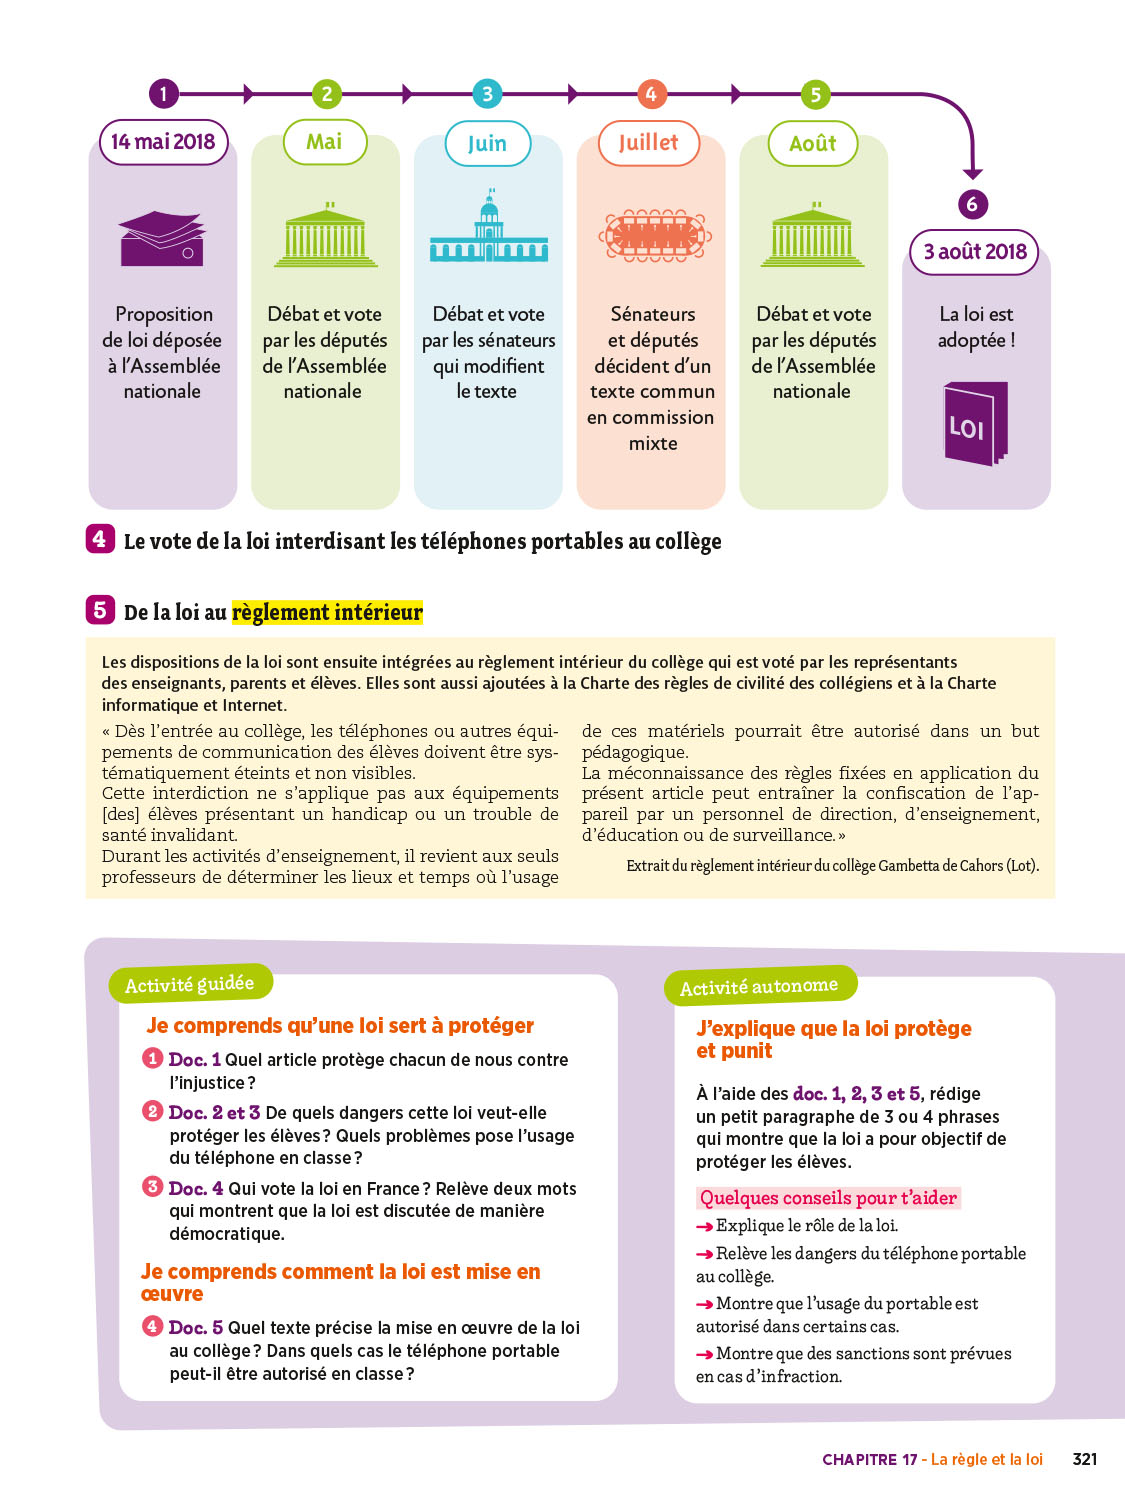 1
2
3
4
5
14 mai 2018
Mai
Juin
Juillet
Août
6
3 août 2018
Proposition
de loi déposée
à l'Assemblée
nationale
Débat et vote
par les députés
de l'Assemblée
nationale
Débat et vote
par les sénateurs
qui modifient
le texte
Sénateurs
et députés
décident d'un
texte commun
en commission
mixte
Débat et vote
par les députés
de l'Assemblée
nationale
La loi est
adoptée !
LOI
4 Le vote de la loi interdisant les téléphones portables au collège
5 De la loi au règlement intérieur
Les dispositions de la loi sont ensuite intégrées au règlement intérieur du collège qui est voté par les représentants
des enseignants, parents et élèves. Elles sont aussi ajoutées à la Charte des règles de civilité des collégiens et à la Charte
informatique et Internet.
« Dès l'entrée au collège, les téléphones ou autres équi-
pements de communication des élèves doivent être sys-
tématiquement éteints et non visibles.
Cette interdiction ne s'applique pas aux équipements
[des] élèves présentant un handicap ou un trouble de
santé invalidant.
Durant les activités d'enseignement, il revient aux seuls
professeurs de déterminer les lieux et temps où l'usage
de ces matériels pourrait être autorisé dans un but
pédagogique.
La méconnaissance des règles fixées en application du
présent article peut entraîner la confiscation de l'ap-
pareil par un personnel de direction, d'enseignement,
d'éducation ou de surveillance. »
Extrait du règlement intérieur du collège Gambetta de Cahors (Lot).
Activité guidée
Je comprends qu'une loi sert à protéger
1 Doc. 1 Quel article protège chacun de nous contre
l'injustice ?
2 Doc. 2 et 3 De quels dangers cette loi veut-elle
protéger les élèves ? Quels problèmes pose l'usage
du téléphone en classe ?
3 Doc. 4 Qui vote la loi en France ? Relève deux mots
qui montrent que la loi est discutée de manière
démocratique.
Je comprends comment la loi est mise en
œuvre
4 Doc. 5 Quel texte précise la mise en œuvre de la loi
au collège ? Dans quels cas le téléphone portable
peut-il être autorisé en classe ?
Activité autonome
J'explique que la loi protège
et punit
À l'aide des doc. 1, 2, 3 et 5, rédige
un petit paragraphe de 3 ou 4 phrases
qui montre que la loi a pour objectif de
protéger les élèves.
Quelques conseils pour t'aider
→ Explique le rôle de la loi.
→ Relève les dangers du téléphone portable
au collège.
→ Montre que l'usage du portable est
autorisé dans certains cas.
→ Montre que des sanctions sont prévues
en cas d'infraction.
CHAPITRE 17 - La règle et la loi 321